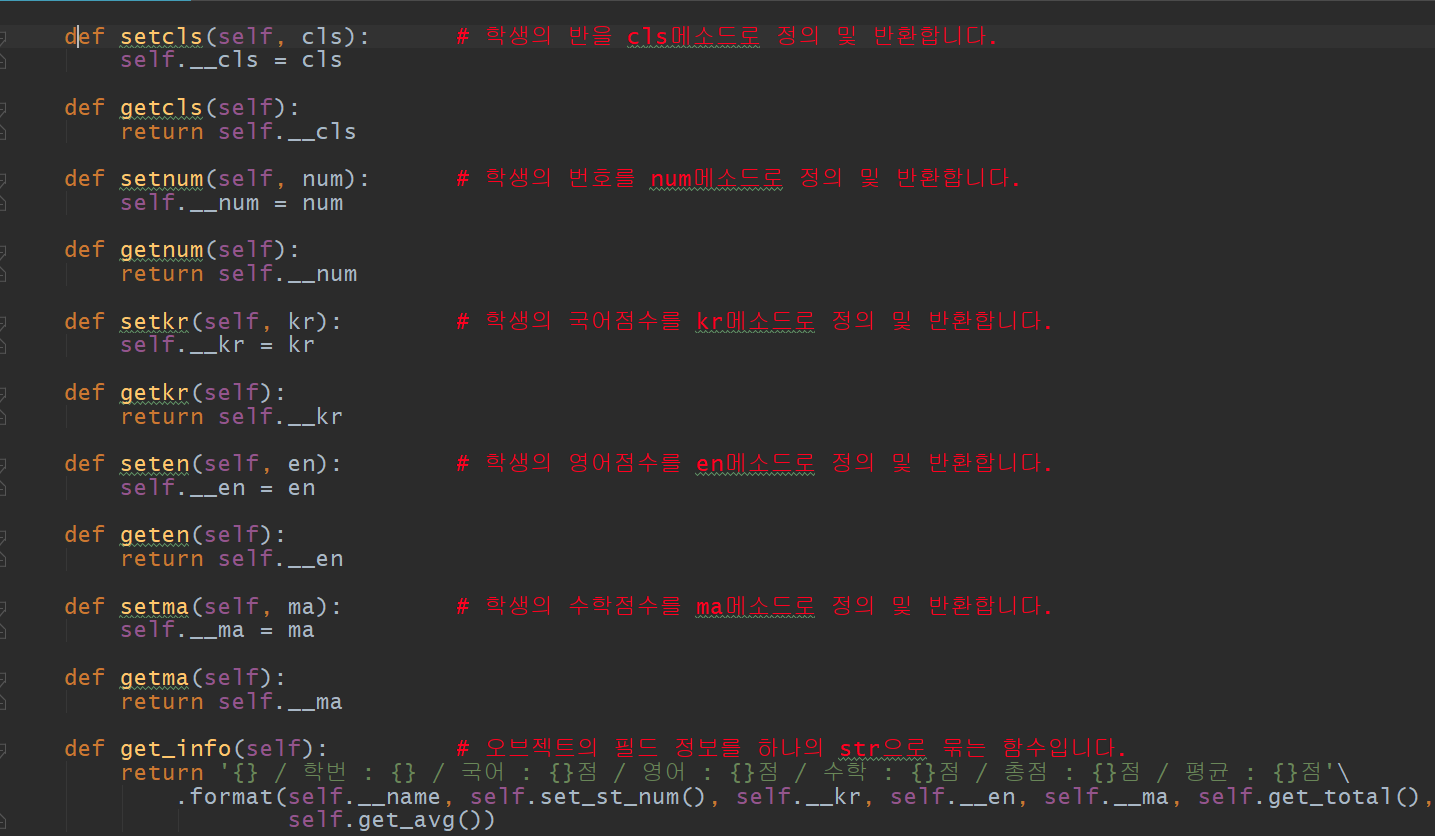 def setcls(self, cls):      # 학생의 반을 cls메소드로 정의 및 반환합니다.
self.__cls = cls
def getcls(self):
return self.__cls
def setnum(self, num):      # 학생의 번호를 num메소드로 정의 및 반환합니다.
self.__num = num
def getnum(self):
return self.__num
def setkr(self, kr):        # 학생의 국어점수를 kr메소드로 정의 및 반환합니다.
self.__kr = kr
def getkr(self):
return self.__kr
def seten(self, en):        # 학생의 영어점수를 en메소드로 정의 및 반환합니다.
self.__en = en
def geten(self):
return self.__en
def setma(self, ma):        # 학생의 수학점수를 ma메소드로 정의 및 반환합니다.
self.__ma = ma
def getma(self):
return self.__ma
def get_info(self):         # 오브젝트의 필드 정보를 하나의 str으로 묶는 함수입니다.
return '{} / 학번 : {} / 국어 : {}점 / 영어 : {}점 / 수학 : {}점 / 총점 : {}점 / 평균 : {}점'\
.format(self.__name, self.set_st_num(), self.__kr, self.__en, self.__ma, self.get_total(),
self.get_avg())